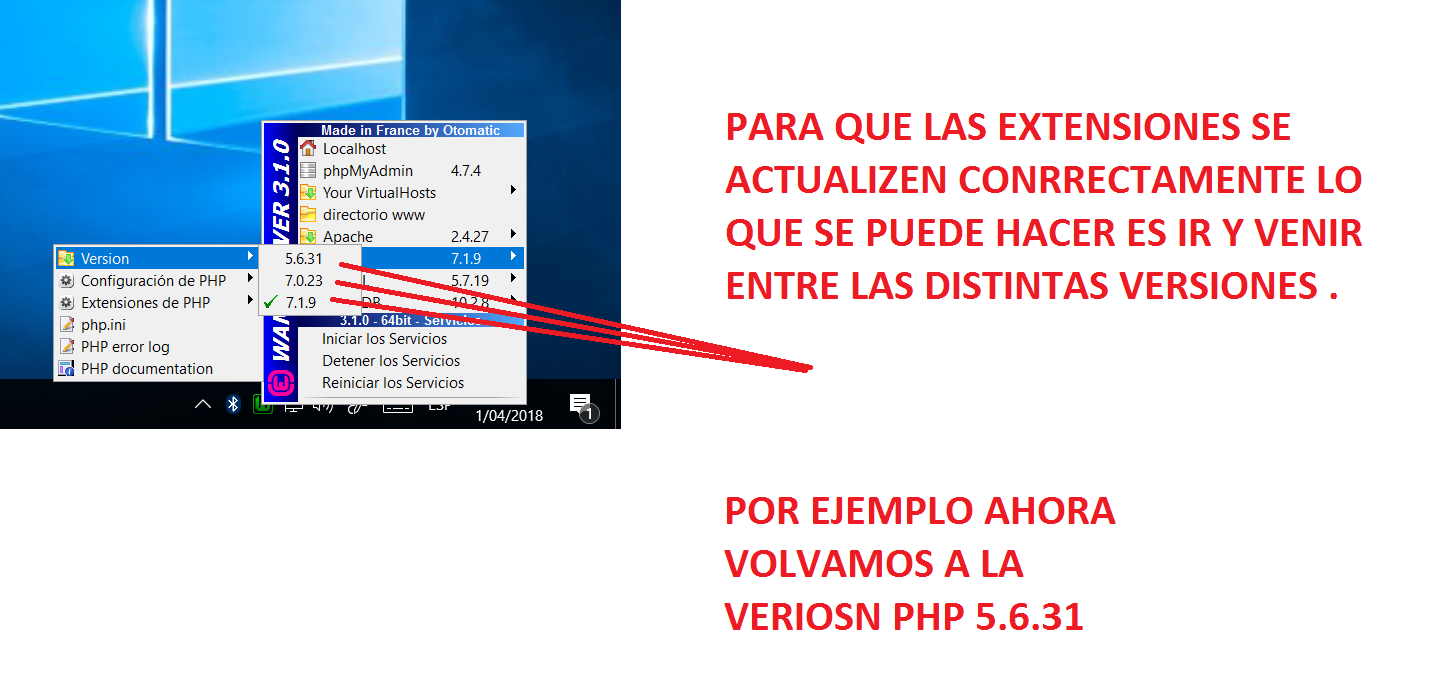 Made in France by Otomatic
Localhost
phpMyAdmin 4.7.4
Your VirtualHosts
directorio www
Apache 2.4.27
7.1.9
5.7.19
10.2.8
3.1.0 - 64bit - Servicios
Iniciar los Servicios
Detener los Servicios
Reiniciar los Servicios
VER 3.1.0
Version
Configuración de PHP
Extensiones de PHP
php.ini
PHP error log
PHP documentation
5.6.31
7.0.23
7.1.9
ESP
1/04/2018
1
PARA QUE LAS EXTENSIONES SE
ACTUALIZEN CONRRECTAMENTE LO
QUE SE PUEDE HACER ES IR Y VENIR
ENTRE LAS DISTINTAS VERSIONES .
POR EJEMPLO AHORA
VOLVAMOS A LA
VERIOSN PHP 5.6.31